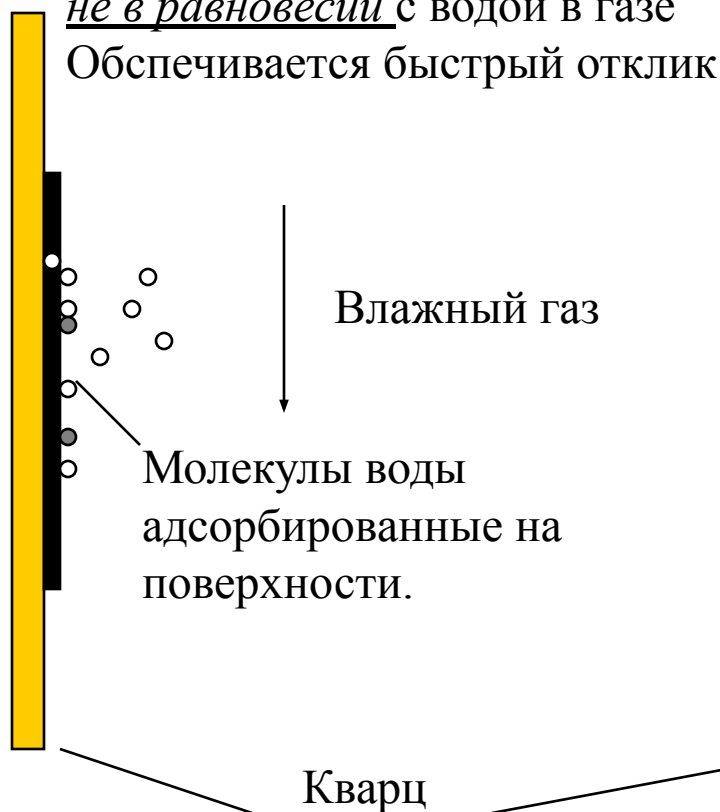 не в равновесии с водой в газе
Обспечивается быстрый отклик
Влажный газ
Молекулы воды
адсорбированные на
поверхности.
Кварц